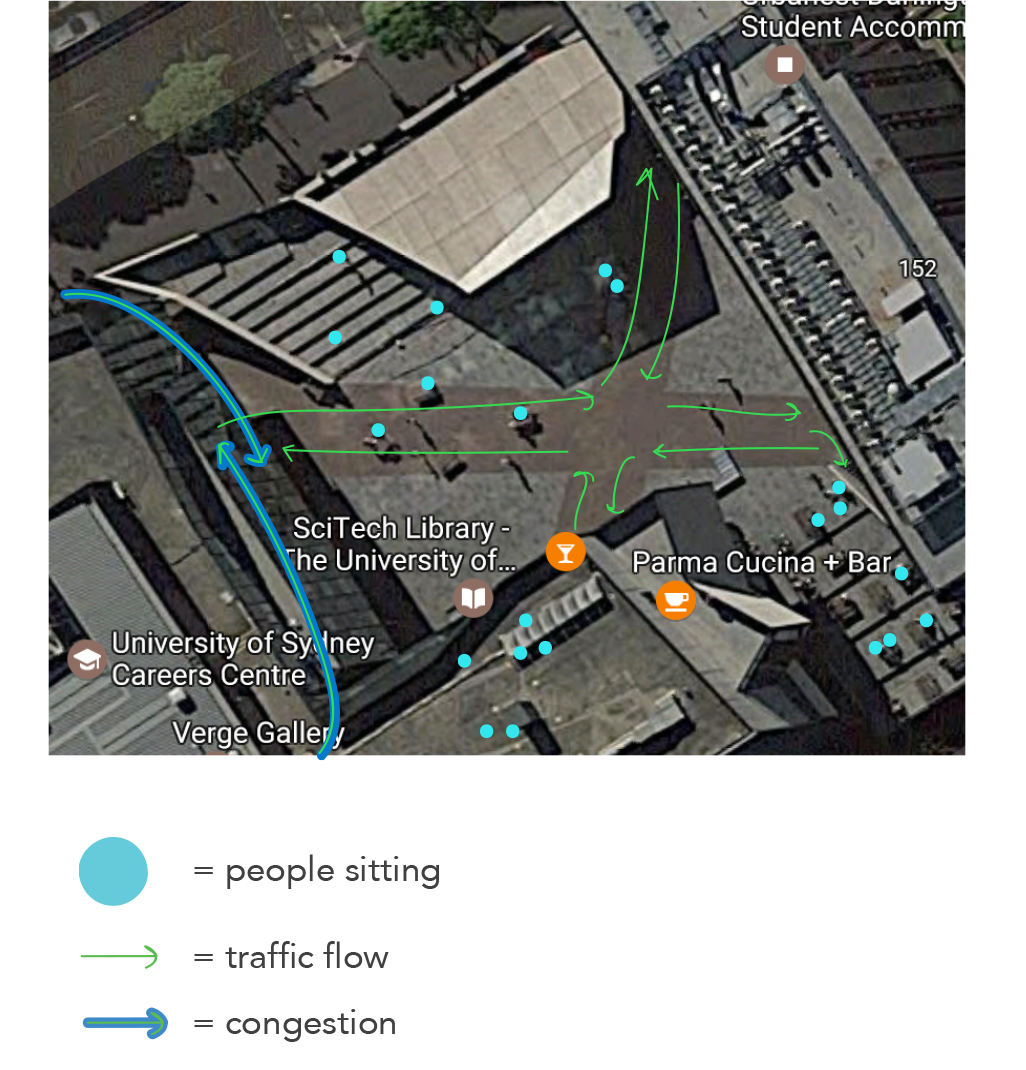 Student Accomm
152
SciTech Library -
The University of...
Parma Cucina + Bar
University of Sydney
Careers Centre
Verge Gallery
= people sitting
= traffic flow
= congestion